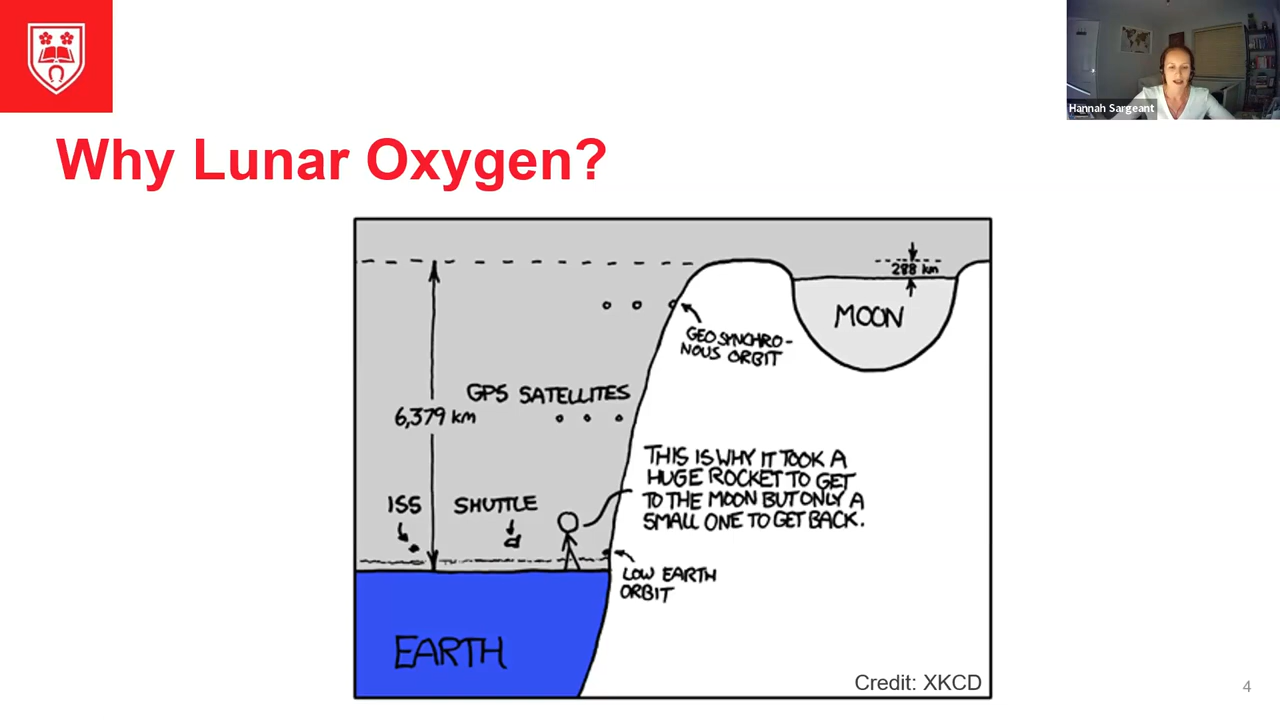 Hannah Sargeant
Why Lunar Oxygen?
288 km
MOON
GEOSYNCHRO-
NOUS ORBIT
GPS SATELLITES
6,379 km
THIS IS WHY IT TOOK A
HUGE ROCKET TO GET
TO THE MOON BUT ONLY A
SMALL ONE TO GET BACK.
ISS
SHUTTLE
LOW EARTH
ORBIT
EARTH
Credit: XKCD
4